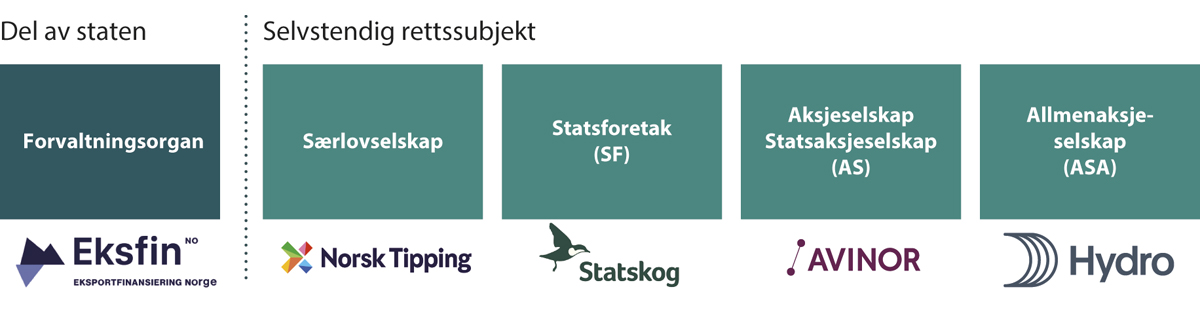 Del av staten
Selvstendig rettssubjekt
Forvaltningsorgan
Særlovselskap
Statsforetak
(SF)
Aksjeselskap
Statsaksjeselskap
(AS)
Allmenaksje-
selskap
(ASA)
Eksfin NO
EKSPORTFINANSIERING Norge
Norsk Tipping
Statskog
AVINOR
Hydro